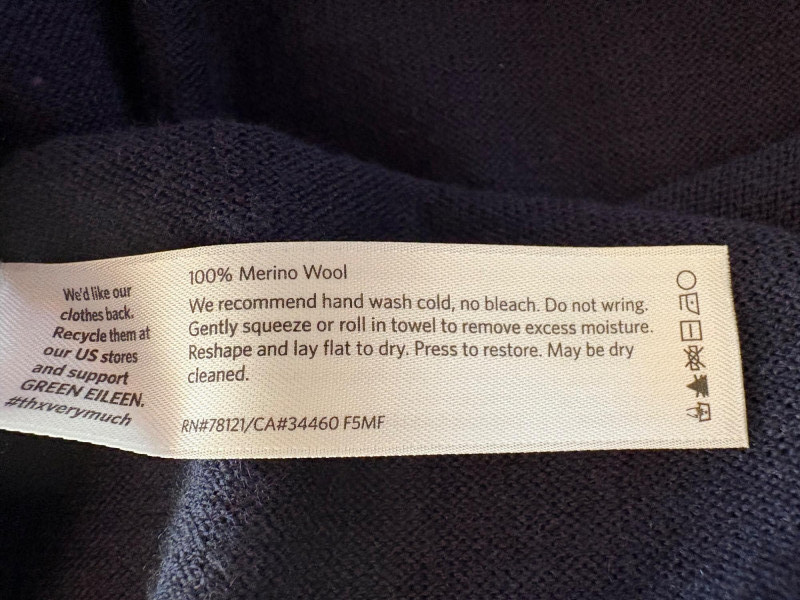 We'd like our
clothes back.
Recycle them at
our US stores
and support
GREEN EILEEN.
#thxverymuch
100% Merino Wool
We recommend hand wash cold, no bleach. Do not wring.
Gently squeeze or roll in towel to remove excess moisture.
Reshape and lay flat to dry. Press to restore. May be dry
cleaned.
RN#78121/CA#34460 F5MF